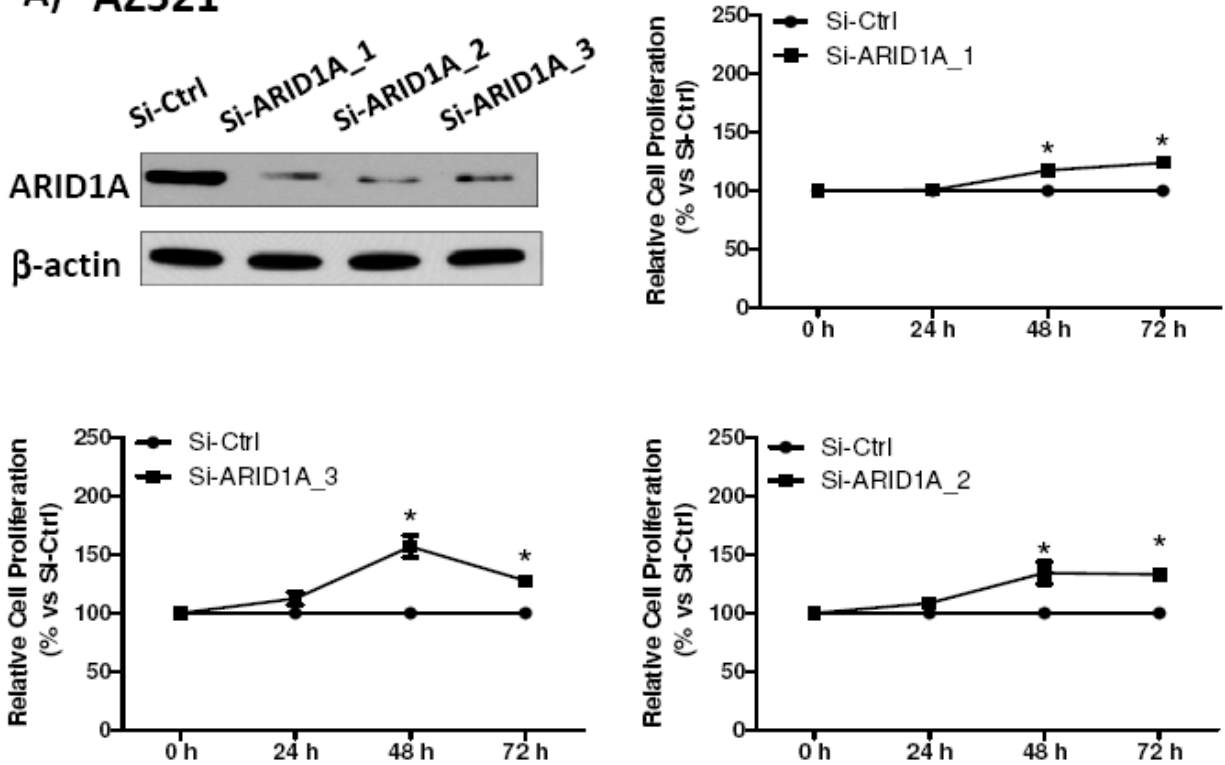 A) AZ521
Si-Ctrl
Si-ARID1A_1
Si-ARID1A_2
Si-ARID1A_3
ARID1A
β-actin
Relative Cell Proliferation
(% vs Si-Ctrl)
250
200
150
100
50
0
Si-Ctrl
Si-ARID1A_1
*
*
0 h
24 h
48 h
72 h
Relative Cell Proliferation
(% vs Si-Ctrl)
250
200
150
100
50
0
Si-Ctrl
Si-ARID1A_3
*
*
0 h
24 h
48 h
72 h
Relative Cell Proliferation
(% vs Si-Ctrl)
250
200
150
100
50
0
Si-Ctrl
Si-ARID1A_2
*
*
0 h
24 h
48 h
72 h